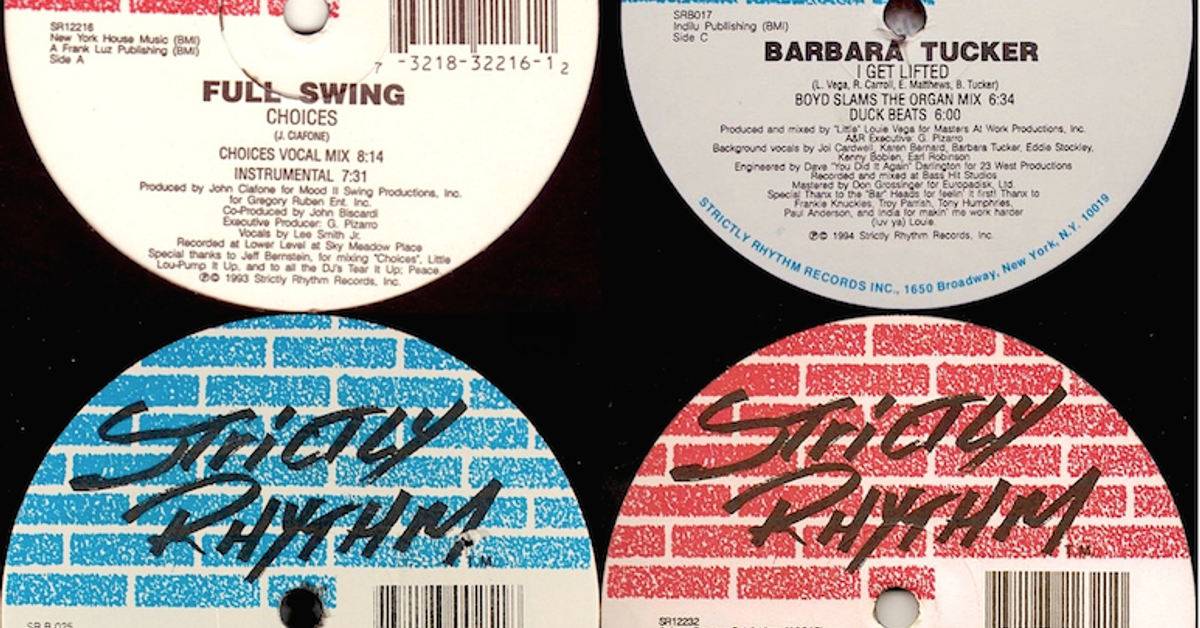 SR12216
New York House Music (BMI)
A Frank Luz Publishing (BMI)
Side A
7 -3218-32216-1 2
FULL SWING
CHOICES
(J. CIAFONE)
CHOICES VOCAL MIX 8:14
INSTRUMENTAL 7:31
Produced by John Ciafone for Mood II Swing Productions, Inc.
for Gregory Ruben Ent. Inc.
Co-Produced by John Biscardi
Executive Producer: G. Pizarro
Vocals by Lee Smith Jr.
Recorded at Lower Level at Sky Meadow Place
Special thanks to Jeff Bernstein, for mixing "Choices", Little
Lou-Pump It Up, and to all the DJ's Tear It Up; Peace.
℗© 1993 Strictly Rhythm Records, Inc.
SRB017
Indilu Publishing (BMI)
Side C
BARBARA TUCKER
I GET LIFTED
(L. Vega, R. Carroll, E. Matthews, B. Tucker)
BOYD SLAMS THE ORGAN MIX 6:34
DUCK BEATS 6:00
Produced and mixed by "Little" Louie Vega for Masters At Work Productions, Inc.
A&R Executive: G. Pizarro
Background vocals by Joi Cardwell, Karen Bernard, Barbara Tucker, Eddie Stockley,
Kenny Bobien, Earl Robinson
Engineered by Dave "You Did It Again" Darlington for 23 West Productions
Recorded and mixed at Bass Hit Studios
Mastered by Don Grossinger for Europadisk, Ltd.
Special Thanx to the "Bar" Heads for feelin' it first! Thanx to
Frankie Knuckles, Troy Parrish, Tony Humphries,
Paul Anderson, and India for makin' me work harder
(luv ya) Louie.
℗© 1994 Strictly Rhythm Records, Inc.
STRICTLY RHYTHM RECORDS INC., 1650 Broadway, New York, N.Y. 10019
STRICTLY
RHYTHM
T.M.
SR B 025
STRICTLY
RHYTHM
T.M.
SR12232